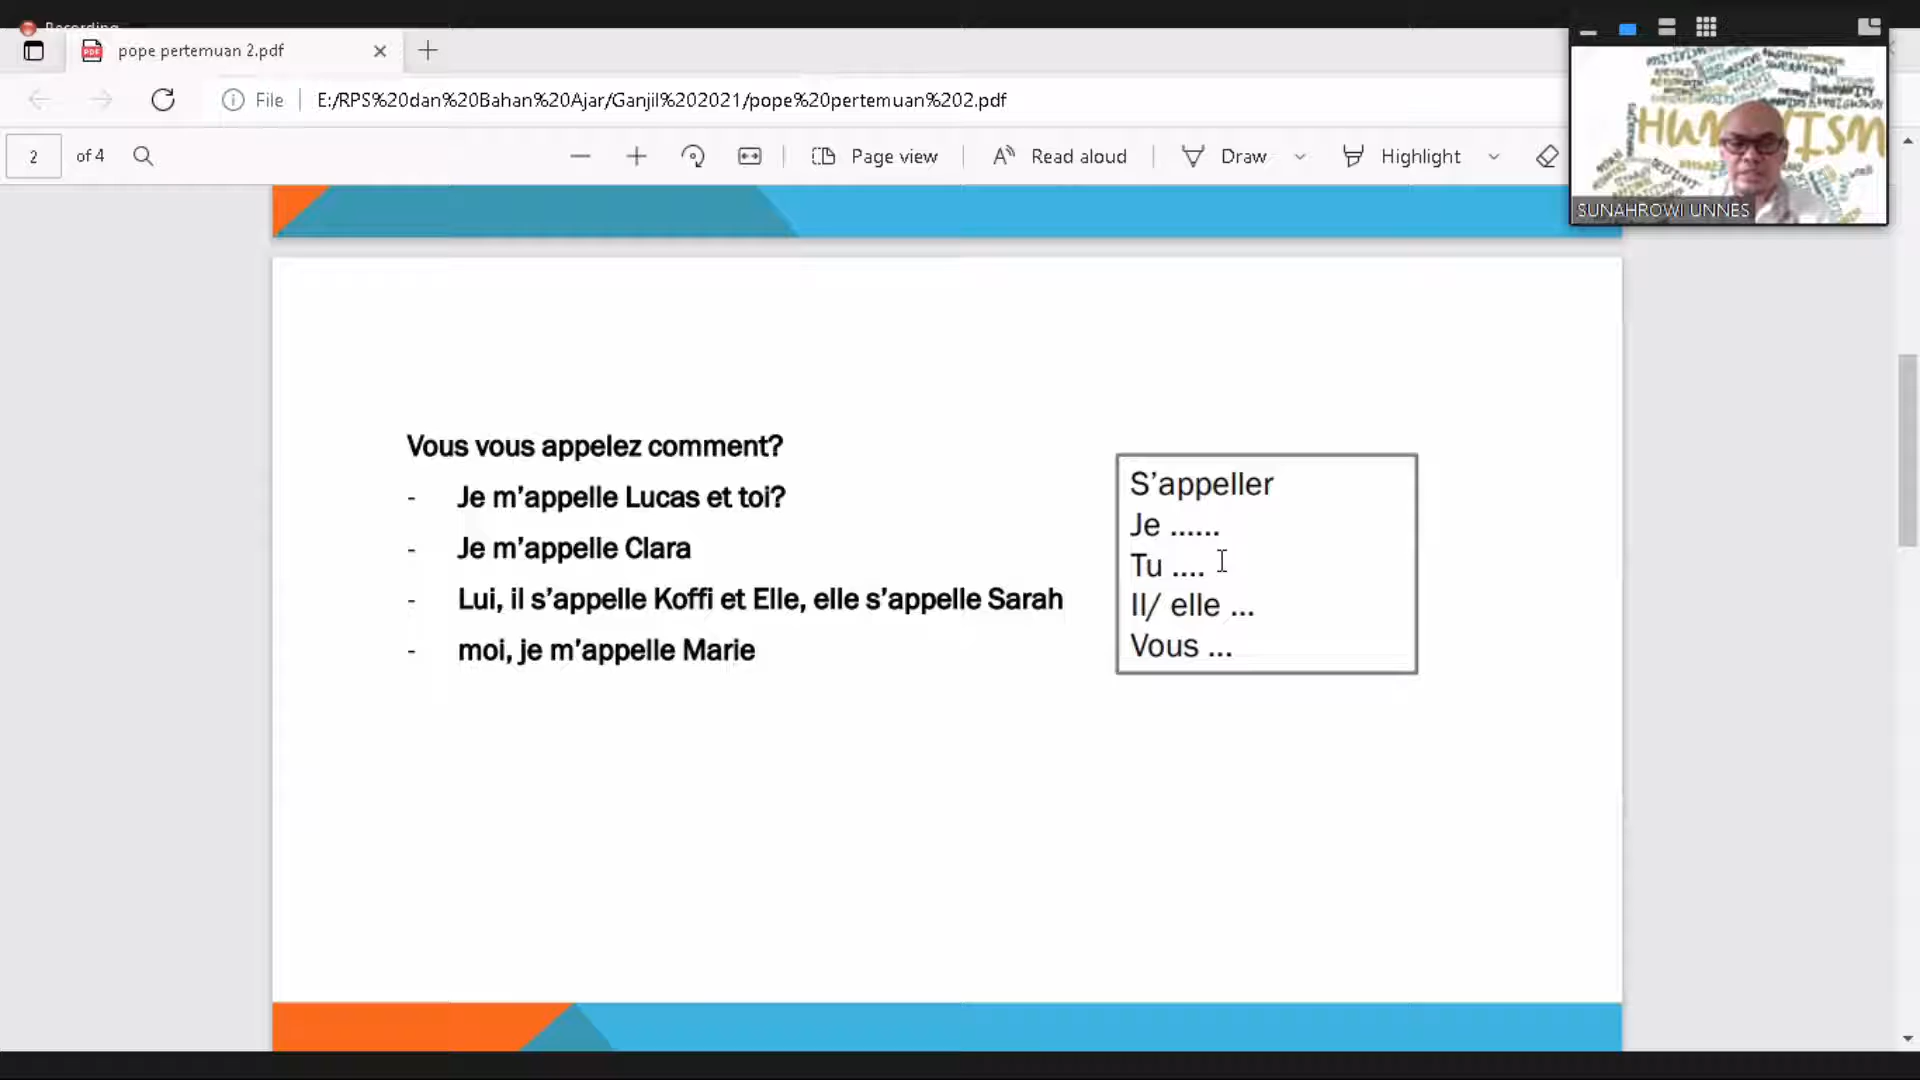 Recording
pope pertemuan 2.pdf
File
E:/RPS%20dan%20Bahan%20Ajar/Ganjil%202021/pope%20pertemuan%202.pdf
2 of 4
Page view
Read aloud
Draw
Highlight
HUMANISM
SUNAHROWI UNNES
Vous vous appelez comment?
- Je m’appelle Lucas et toi?
- Je m’appelle Clara
- Lui, il s’appelle Koffi et Elle, elle s’appelle Sarah
- moi, je m’appelle Marie
S’appeller
Je ......
Tu ....
Il/ elle ...
Vous ...